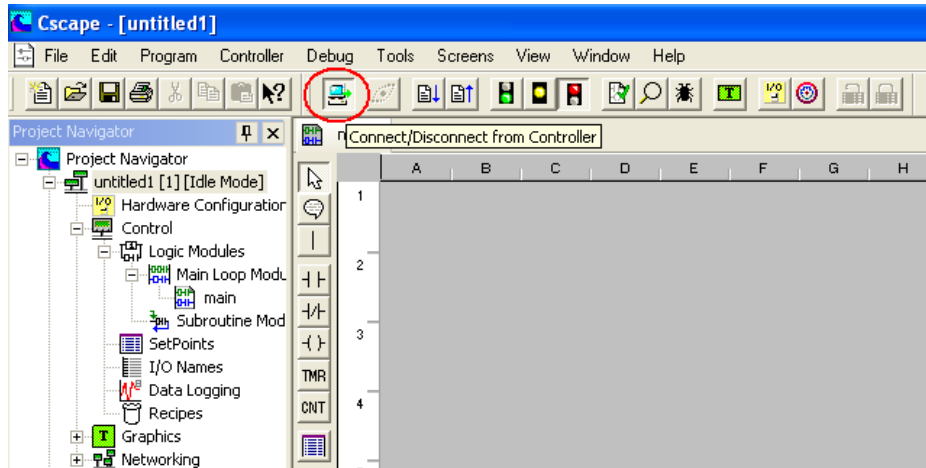 Cscape - [untitled1]
File Edit Program Controller Debug Tools Screens View Window Help
T I/O
Project Navigator
Connect/Disconnect from Controller
Project Navigator
A B C D E F G H
untitled1 [1] [Idle Mode]
1
I/O Hardware Configuration
Control
Logic Modules
2
Main Loop Modu
main
Subroutine Mod
3
SetPoints
I/O Names
TMR
Data Logging
CNT
4
Recipes
T Graphics
Networking